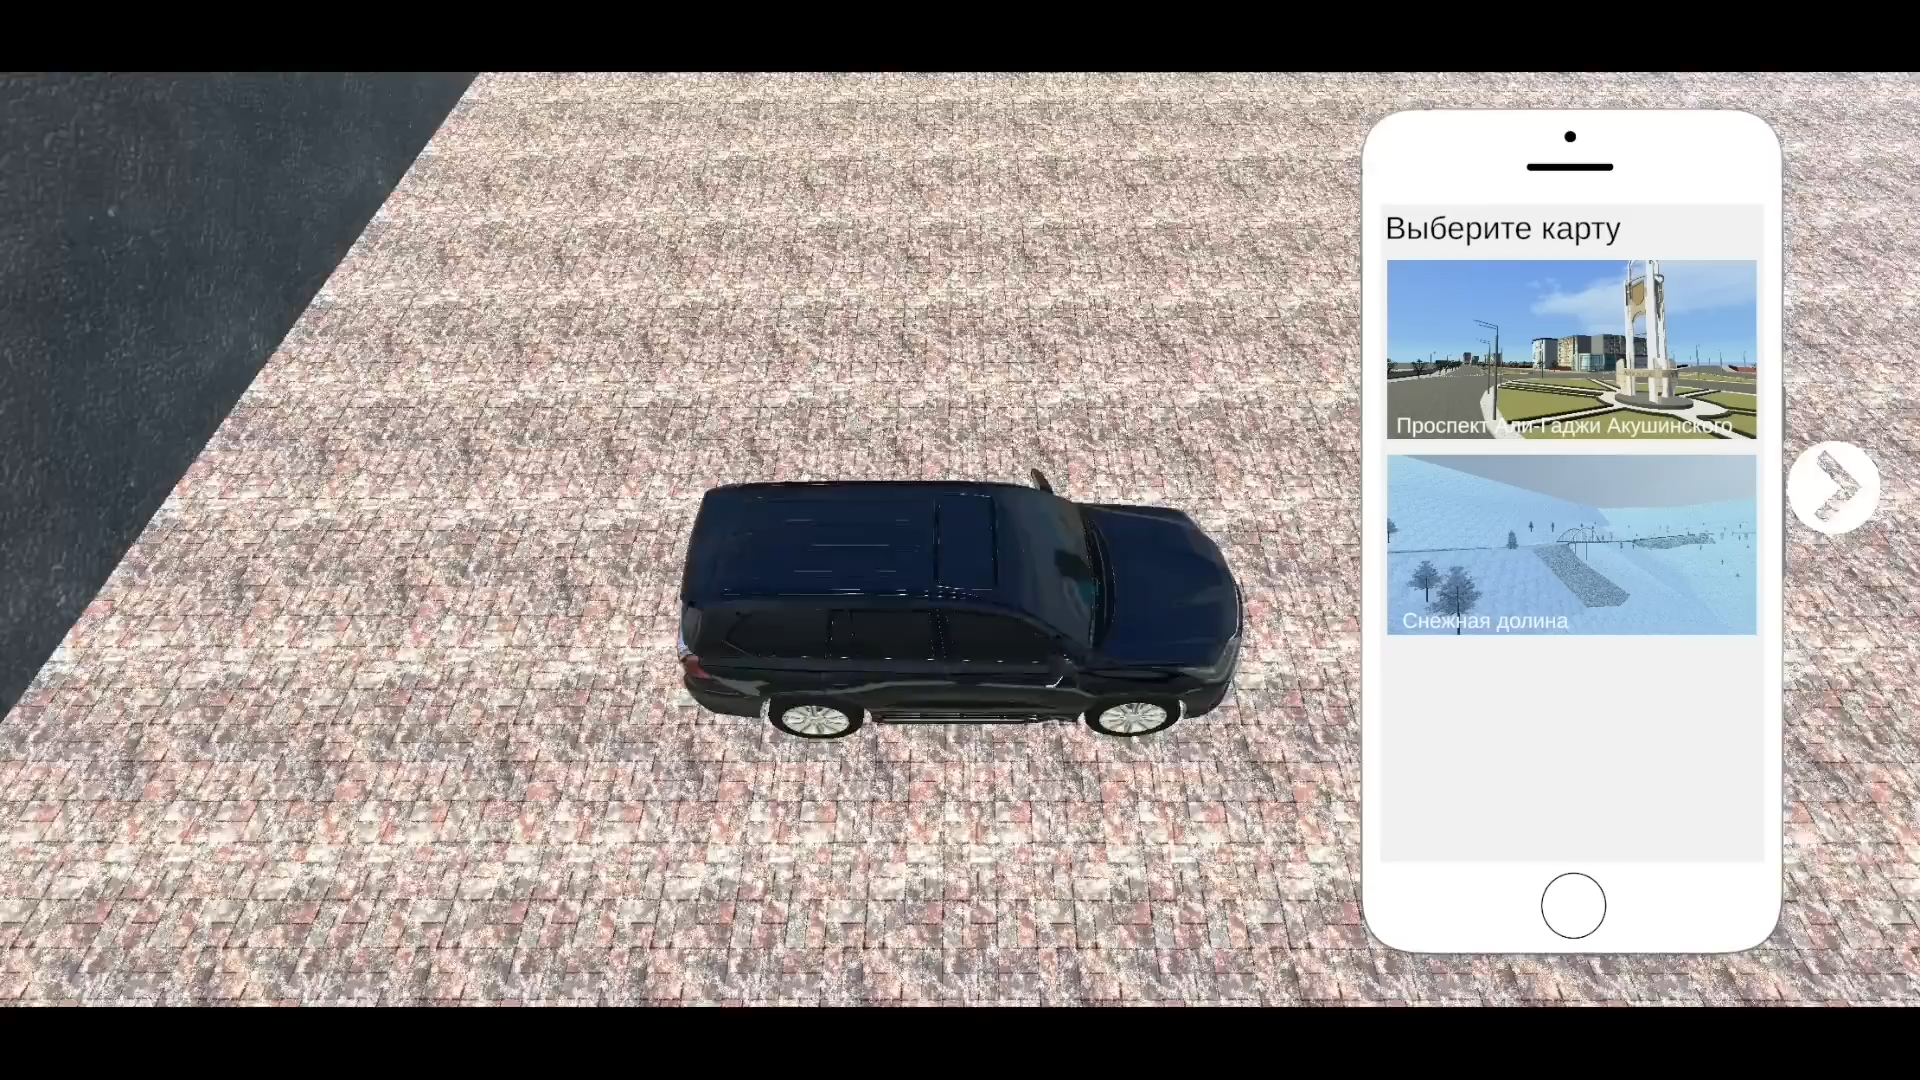 Выберите карту
Проспект Али-Гаджи Акушинского
Снежная долина